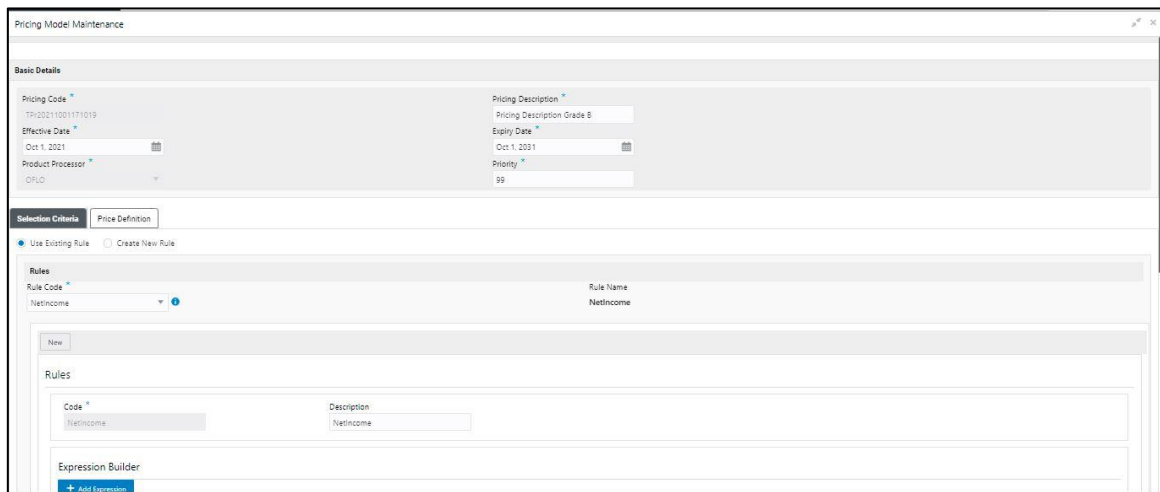 Pricing Model Maintenance
Basic Details
Pricing Code *
Pricing Description *
TPr20211001171019
Pricing Description Grade B
Effective Date *
Expiry Date *
Oct 1, 2021
Oct 1, 2031
Product Processor *
Priority *
OFLO
99
Selection Criteria
Price Definition
Use Existing Rule
Create New Rule
Rules
Rule Code *
Rule Name
NetIncome
NetIncome
New
Rules
Code *
Description
NetIncome
NetIncome
Expression Builder
+ Add Expression